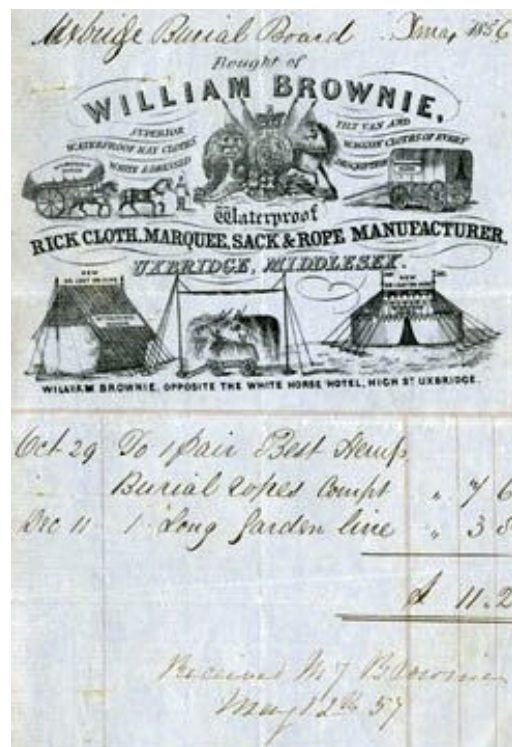 Uxbridge Burial Board Xmas 1856
Bought of
WILLIAM BROWNIE,
SUPERIOR
WATERPROOF HAY CLOTHS
WHITE & DRESSED
TILT VAN AND
WAGGON CLOTHS OF EVERY
DESCRIPTION
Waterproof
RICK CLOTH, MARQUEE, SACK & ROPE MANUFACTURER,
UXBRIDGE, MIDDLESEX.
NEW
NEW
WILLIAM BROWNIE, OPPOSITE THE WHITE HORSE HOTEL, HIGH ST UXBRIDGE.
Oct 29 To 1 pair Best Hemp
Burial ropes Compt " 7 6
Dec 11 1 Long garden line " 3 8
£ 11.2
Received Brownie
May 12th 57